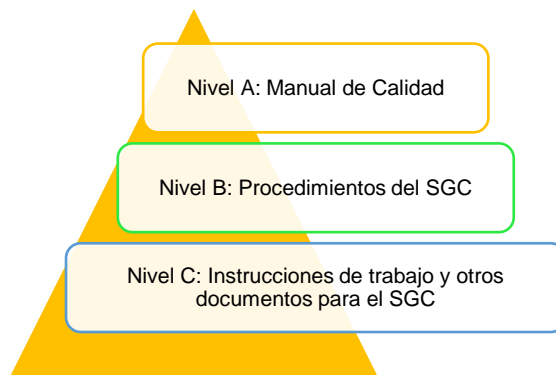 Nivel A: Manual de Calidad
Nivel B: Procedimientos del SGC
Nivel C: Instrucciones de trabajo y otros
documentos para el SGC